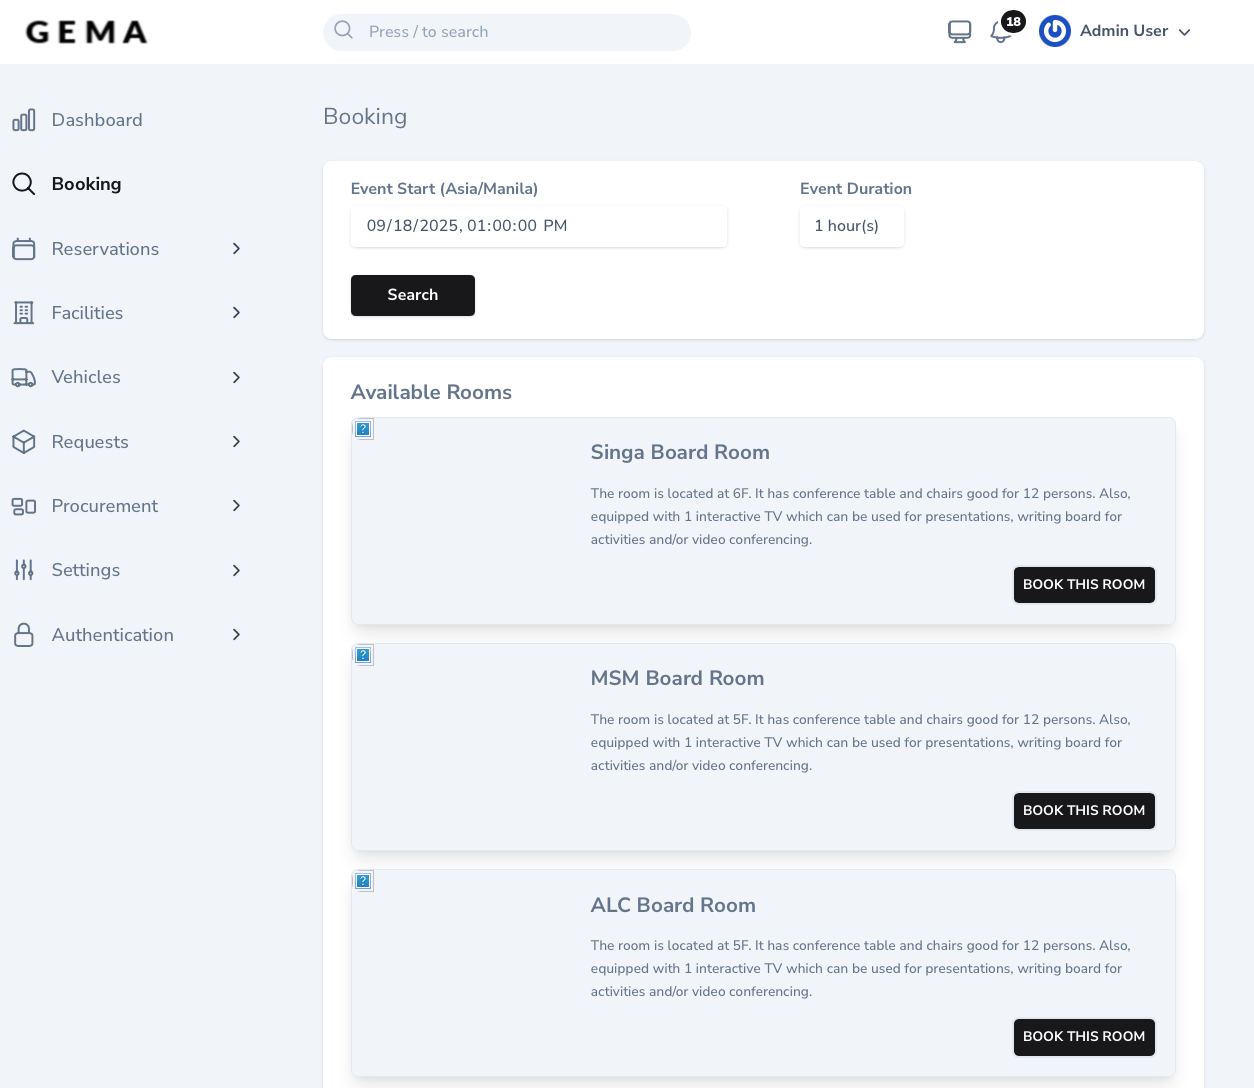 GEMA
Press / to search
18
Admin User
Dashboard
Booking
Reservations
Facilities
Vehicles
Requests
Procurement
Settings
Authentication
Booking
Event Start (Asia/Manila)
Event Duration
09/18/2025, 01:00:00 PM
1 hour(s)
Search
Available Rooms
Singa Board Room
The room is located at 6F. It has conference table and chairs good for 12 persons. Also,
equipped with 1 interactive TV which can be used for presentations, writing board for
activities and/or video conferencing.
BOOK THIS ROOM
MSM Board Room
The room is located at 5F. It has conference table and chairs good for 12 persons. Also,
equipped with 1 interactive TV which can be used for presentations, writing board for
activities and/or video conferencing.
BOOK THIS ROOM
ALC Board Room
The room is located at 5F. It has conference table and chairs good for 12 persons. Also,
equipped with 1 interactive TV which can be used for presentations, writing board for
activities and/or video conferencing.
BOOK THIS ROOM